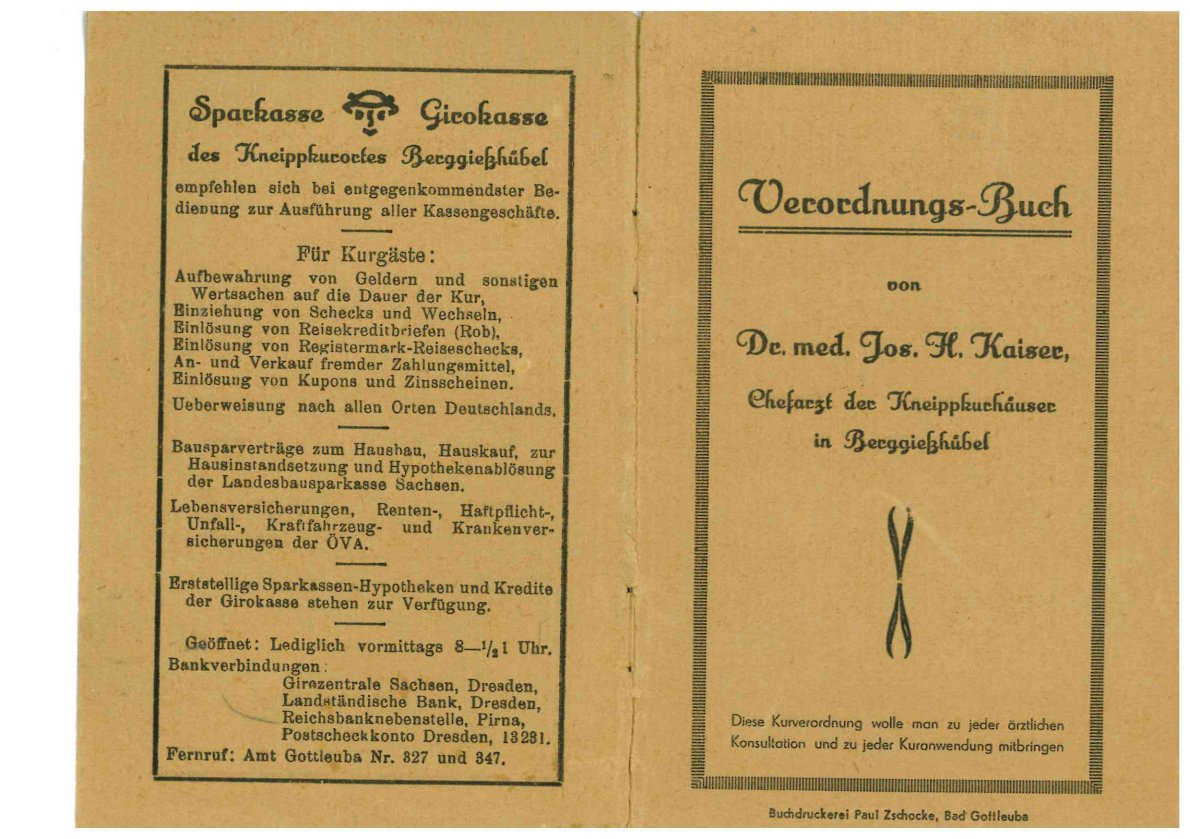 Sparkasse Girokasse
des Kneippkurortes Berggießhübel
empfehlen sich bei entgegenkommendster Be-
dienung zur Ausführung aller Kassengeschäfte.
Für Kurgäste:
Aufbewahrung von Geldern und sonstigen
Wertsachen auf die Dauer der Kur,
Einziehung von Schecks und Wechseln,
Einlösung von Reisekreditbriefen (Rob),
Einlösung von Registermark-Reiseschecks,
An- und Verkauf fremder Zahlungsmittel,
Einlösung von Kupons und Zinsscheinen.
Ueberweisung nach allen Orten Deutschlands.
Bausparverträge zum Hausbau, Hauskauf, zur
Hausinstandsetzung und Hypothekenablösung
der Landesbausparkasse Sachsen.
Lebensversicherungen, Renten-, Haftpflicht-,
Unfall-, Kraftfahrzeug- und Krankenver-
sicherungen der ÖVA.
Erststellige Sparkassen-Hypotheken und Kredite
der Girokasse stehen zur Verfügung.
Geöffnet: Lediglich vormittags 8—1/2 1 Uhr.
Bankverbindungen:
Girozentrale Sachsen, Dresden,
Landständische Bank, Dresden,
Reichsbanknebenstelle, Pirna,
Postscheckkonto Dresden, 13231.
Fernruf: Amt Gottleuba Nr. 327 und 347.
Verordnungs-Buch
von
Dr. med. Jos. H. Kaiser,
Chefarzt der Kneippkurhäuser
in Berggießhübel
Diese Kurverordnung wolle man zu jeder ärztlichen
Konsultation und zu jeder Kuranwendung mitbringen
Buchdruckerei Paul Zschocke, Bad Gottleuba